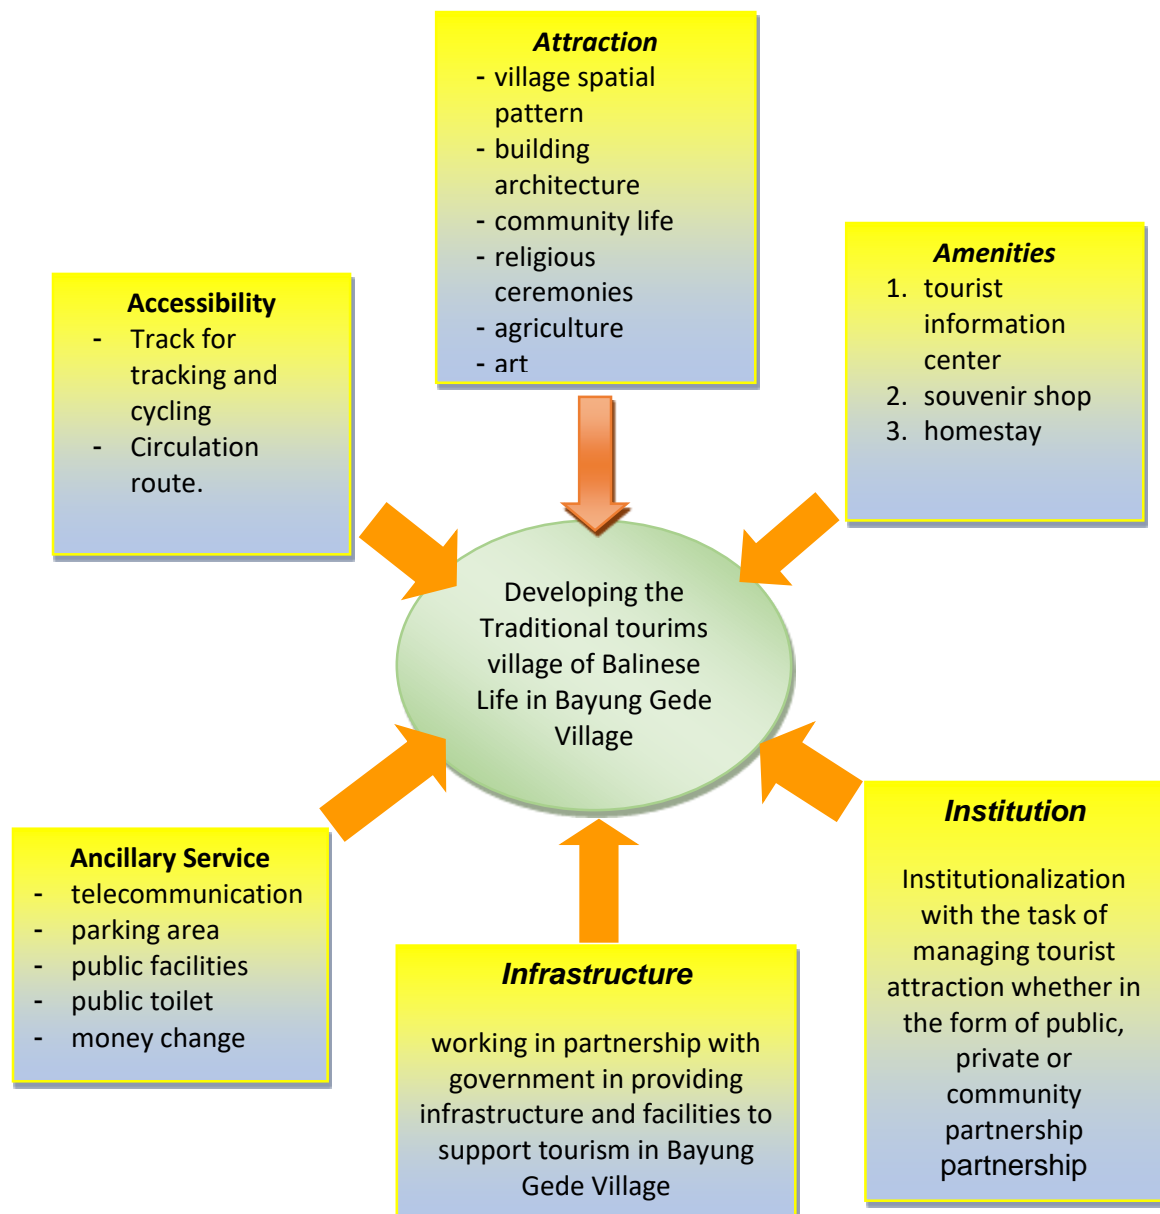 Attraction
- village spatial
pattern
- building
architecture
- community life
- religious
ceremonies
- agriculture
- art
Amenities
1. tourist
information
center
2. souvenir shop
3. homestay
Accessibility
- Track for
tracking and
cycling
- Circulation
route.
Developing the
Traditional tourims
village of Balinese
Life in Bayung Gede
Village
Ancillary Service
- telecommunication
- parking area
- public facilities
- public toilet
- money change
Infrastructure
working in partnership with
government in providing
infrastructure and facilities to
support tourism in Bayung
Gede Village
Institution
Institutionalization
with the task of
managing tourist
attraction whether in
the form of public,
private or
community
partnership
partnership